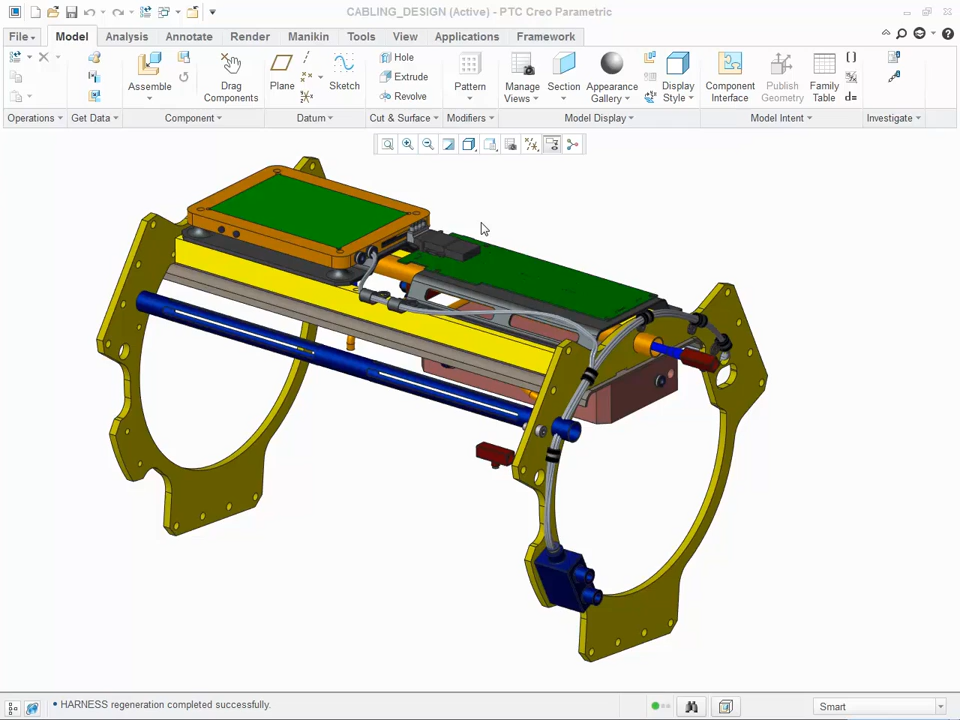 CABLING_DESIGN (Active) - PTC Creo Parametric
File Model Analysis Annotate Render Manikin Tools View Applications Framework
Assemble
Drag Components
Plane
Sketch
Hole
Extrude
Revolve
Pattern
Manage Views
Section
Appearance Gallery
Display Style
Component Interface
Publish Geometry
Family Table
d=
Operations Get Data Component Datum Cut & Surface Modifiers Model Display Model Intent Investigate
• HARNESS regeneration completed successfully.
Smart